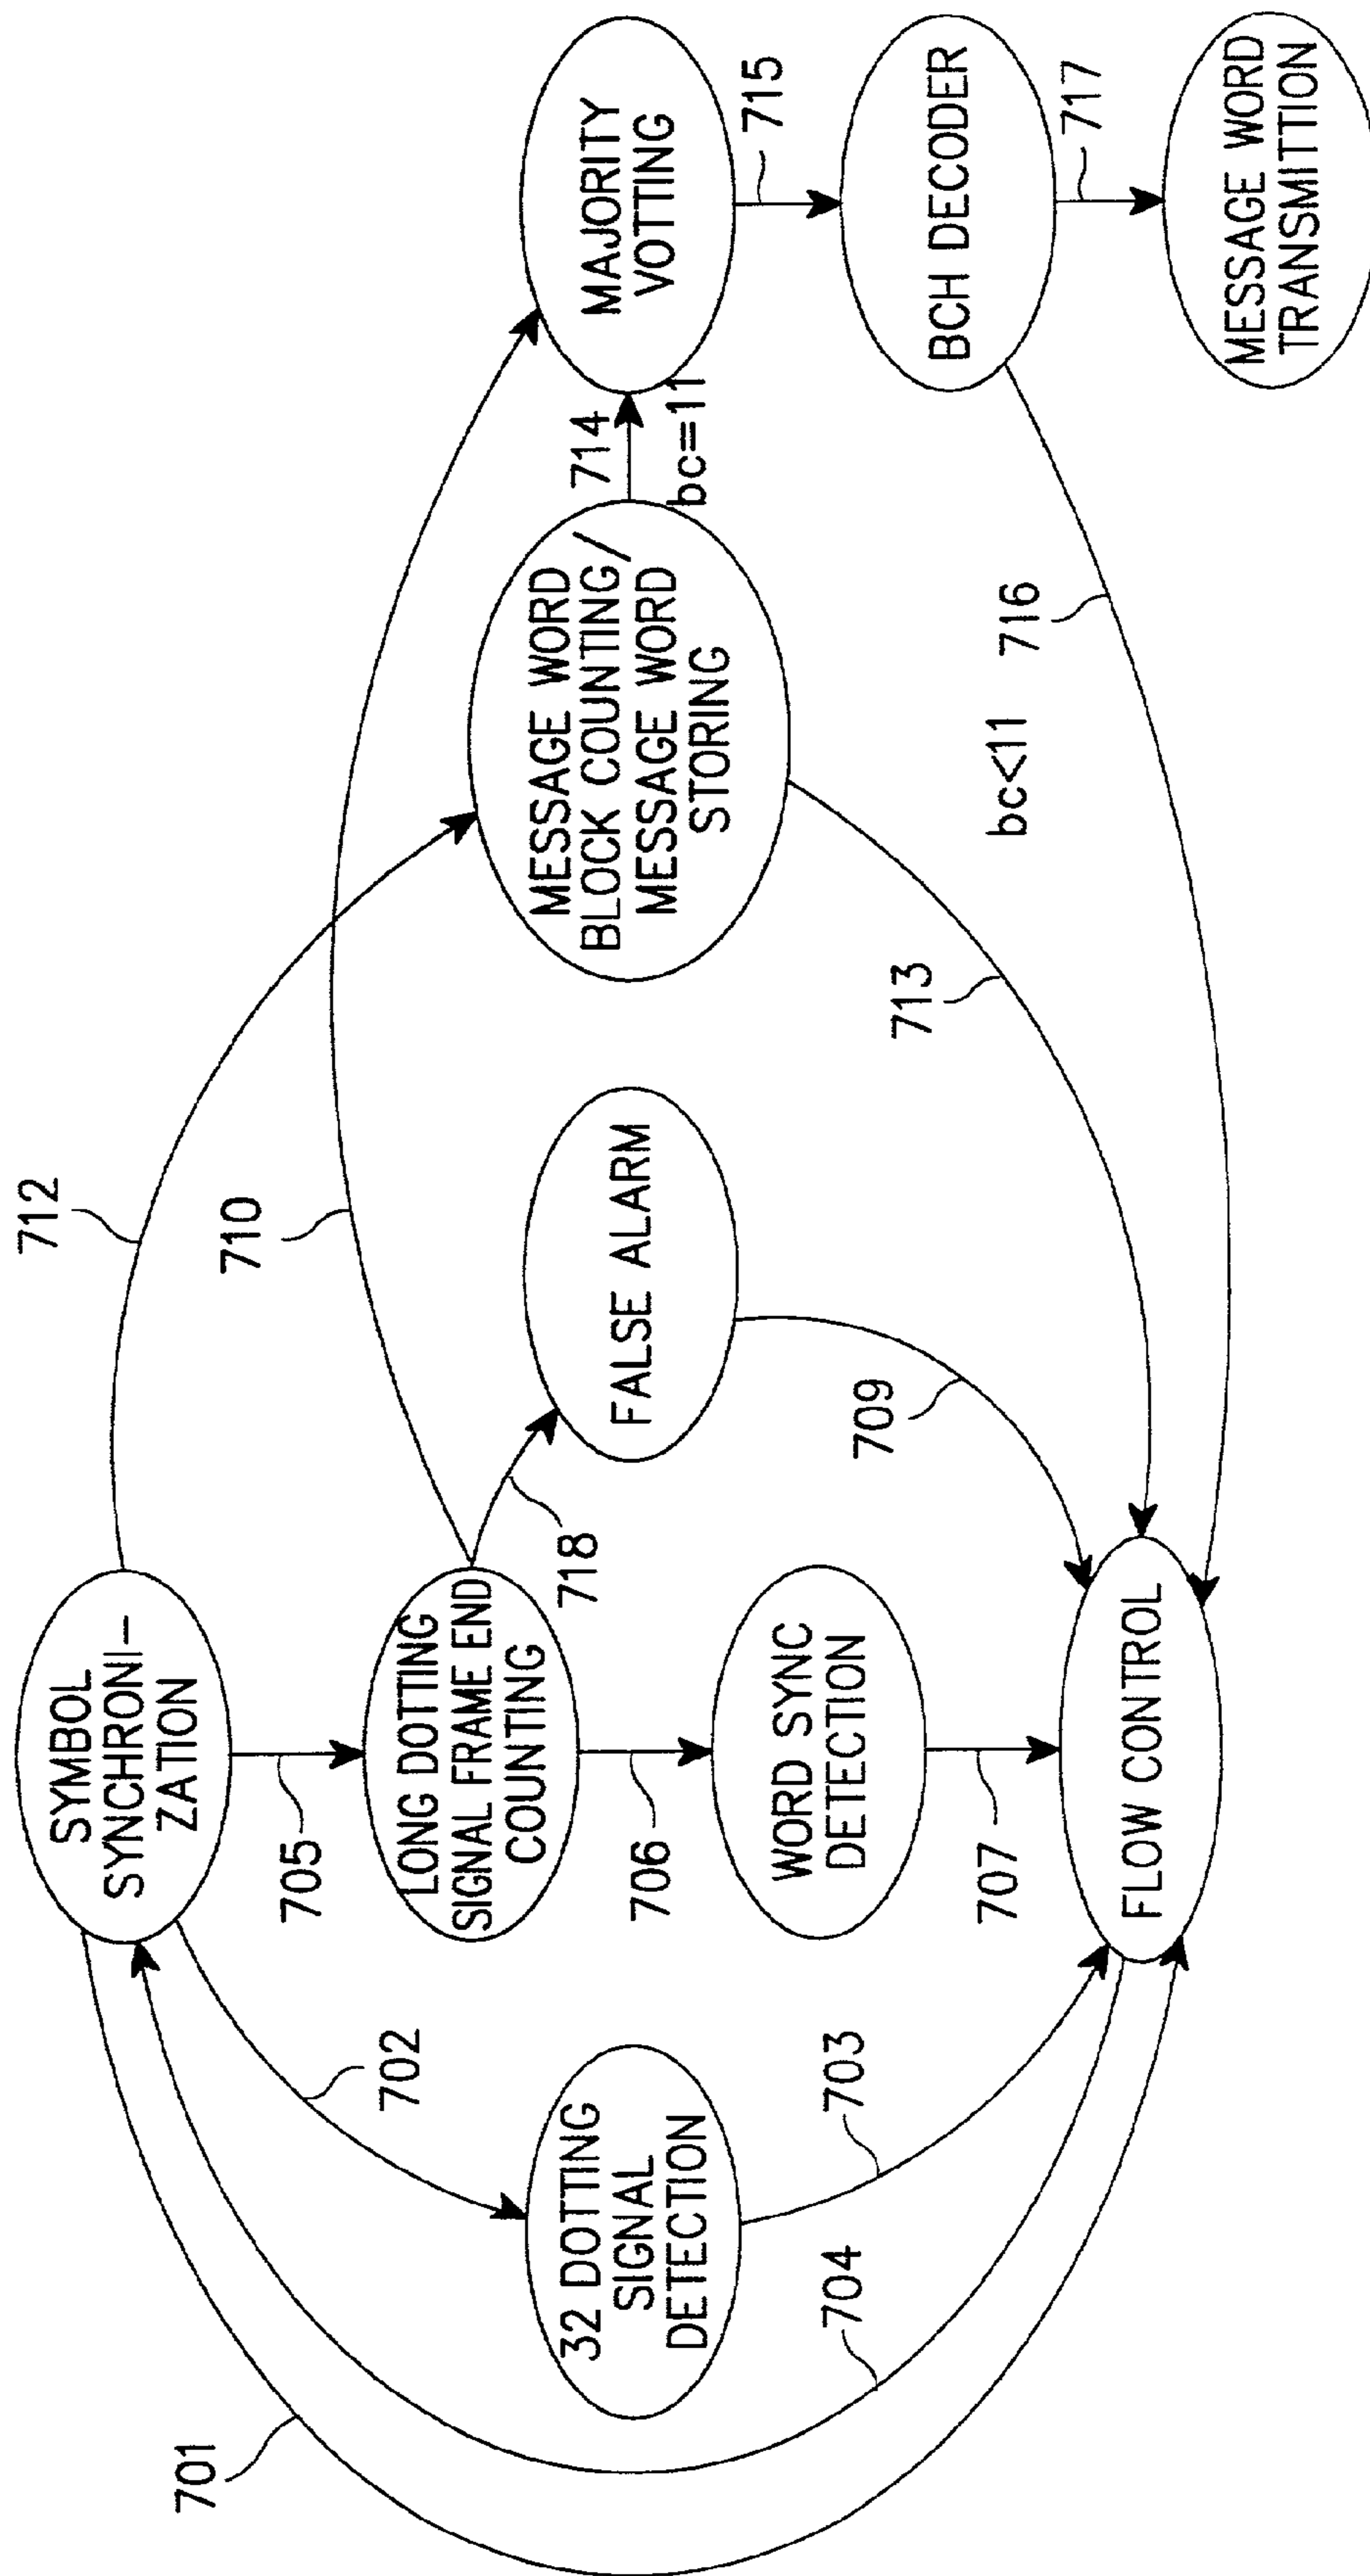 701
SYMBOL
SYNCHRONI-
ZATION
712
702
705
710
LONG DOTTING
SIGNAL FRAME END
COUNTING
718
32 DOTTING
SIGNAL
DETECTION
FALSE ALARM
MESSAGE WORD
BLOCK COUNTING/
MESSAGE WORD
STORING
714
bc=11
MAJORITY
VOTTING
706
715
704
703
WORD SYNC
DETECTION
709
713
bc<11
716
BCH DECODER
707
717
FLOW CONTROL
MESSAGE WORD
TRANSMITTION